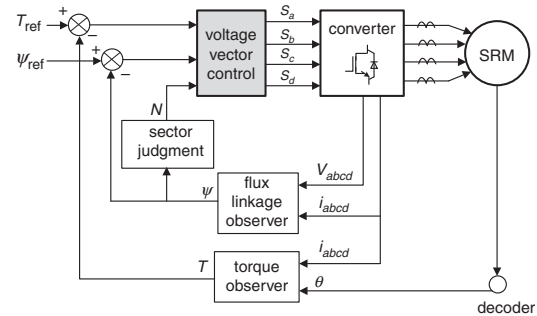 T_ref + −
ψ_ref + −
voltage
vector
control
S_a
S_b
S_c
S_d
converter
SRM
N
sector
judgment
V_abcd
ψ
flux
linkage
observer
i_abcd
i_abcd
T
torque
observer
θ
decoder